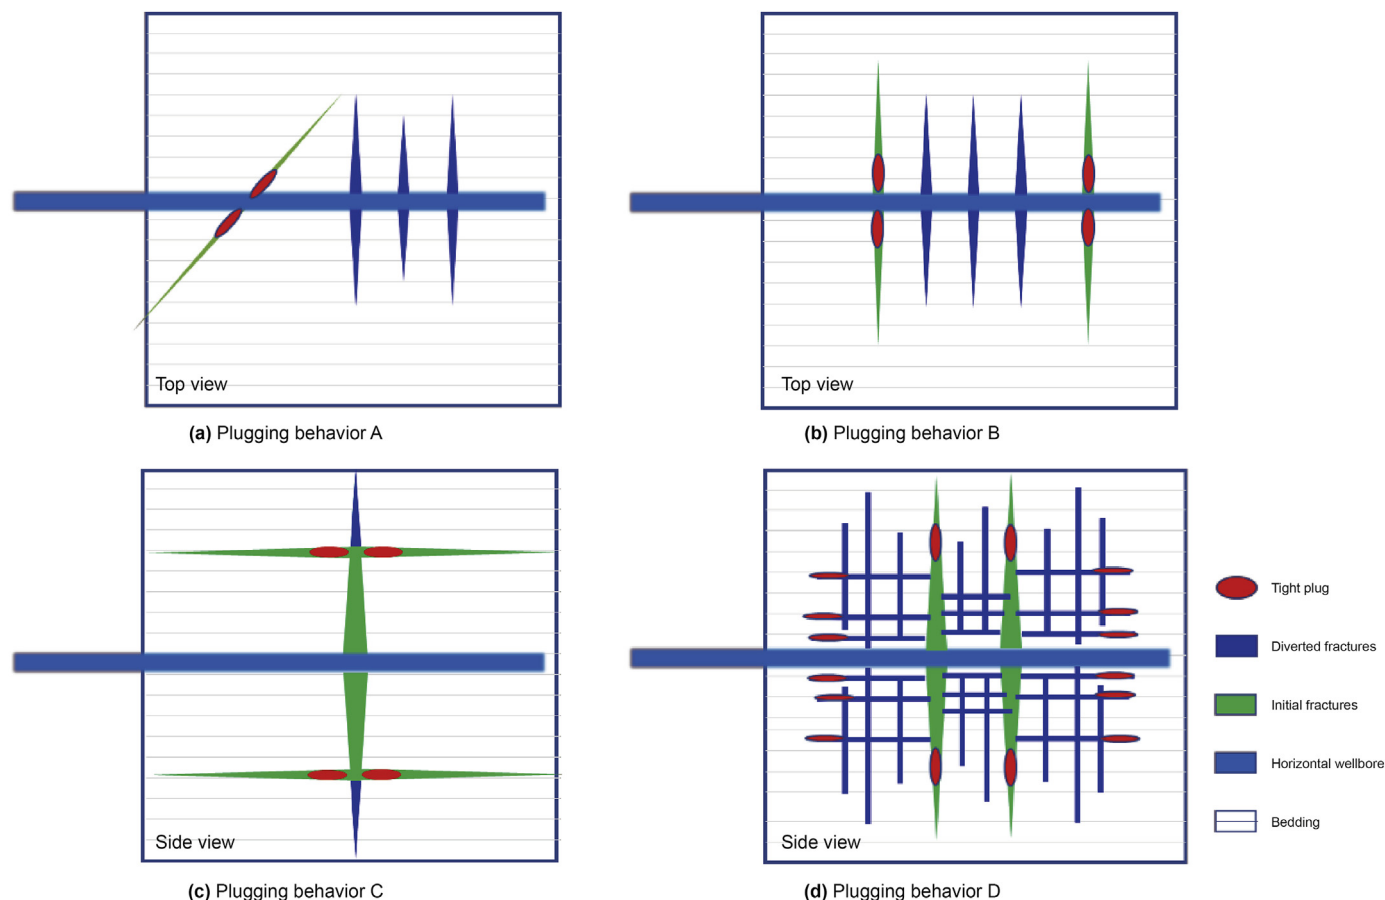 Top view
Top view
(a) Plugging behavior A
(b) Plugging behavior B
Side view
Side view
(c) Plugging behavior C
(d) Plugging behavior D
Tight plug
Diverted fractures
Initial fractures
Horizontal wellbore
Bedding